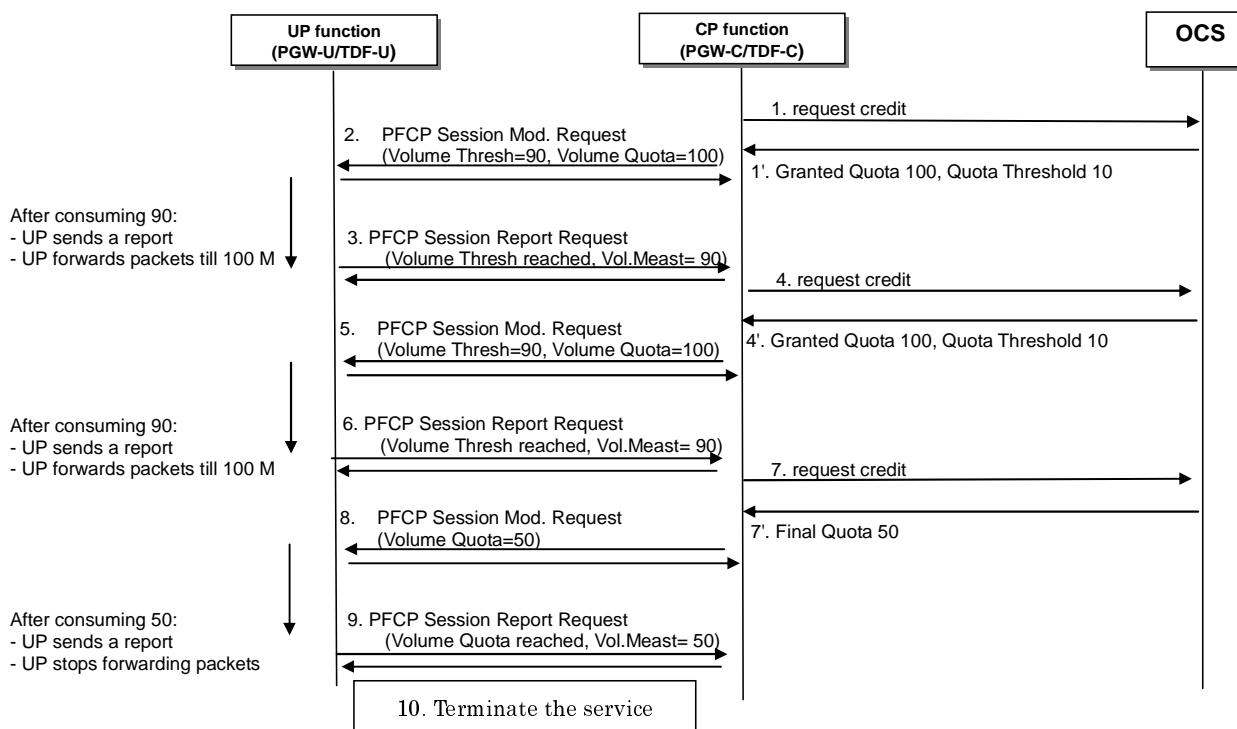 UP function
(PGW-U/TDF-U)
CP function
(PGW-C/TDF-C)
OCS
1. request credit
2. PFCP Session Mod. Request
(Volume Thresh=90, Volume Quota=100)
1'. Granted Quota 100, Quota Threshold 10
After consuming 90:
- UP sends a report
- UP forwards packets till 100 M
3. PFCP Session Report Request
(Volume Thresh reached, Vol.Meast= 90)
4. request credit
5. PFCP Session Mod. Request
(Volume Thresh=90, Volume Quota=100)
4'. Granted Quota 100, Quota Threshold 10
After consuming 90:
- UP sends a report
- UP forwards packets till 100 M
6. PFCP Session Report Request
(Volume Thresh reached, Vol.Meast= 90)
7. request credit
8. PFCP Session Mod. Request
(Volume Quota=50)
7'. Final Quota 50
After consuming 50:
- UP sends a report
- UP stops forwarding packets
9. PFCP Session Report Request
(Volume Quota reached, Vol.Meast= 50)
10. Terminate the service